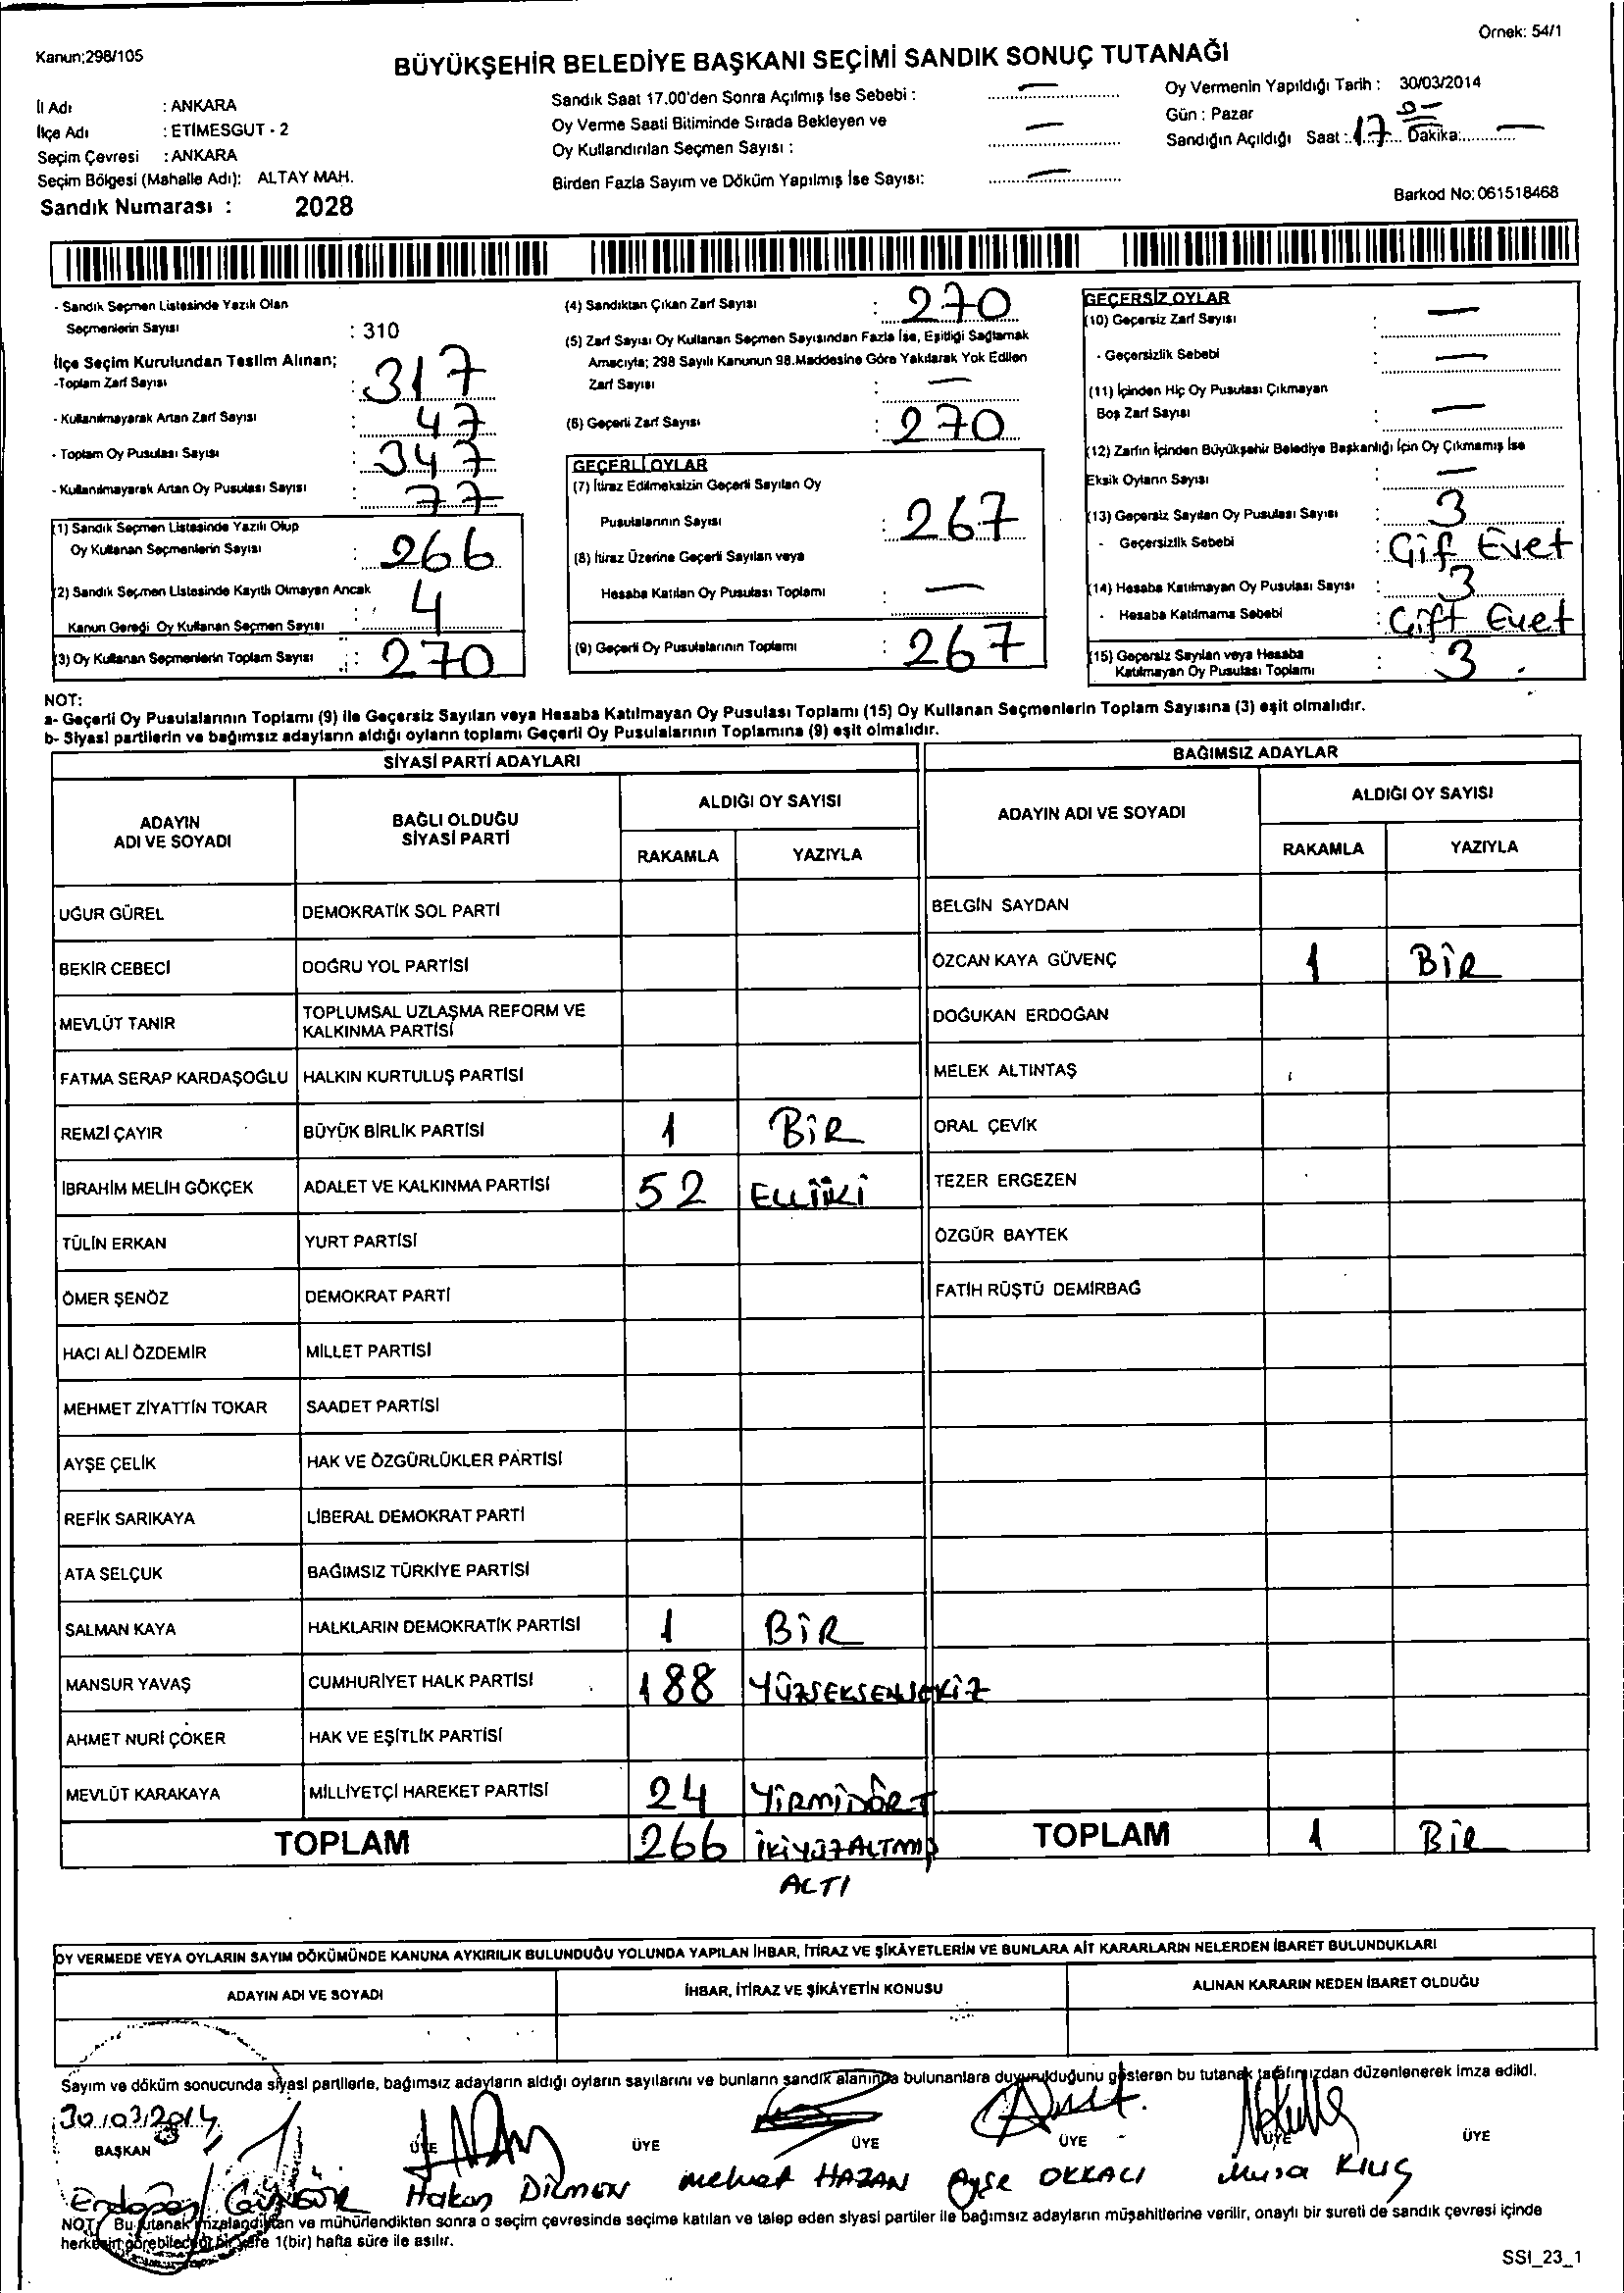 Örnek: 54/1
Kanun:298/105
BÜYÜKŞEHİR BELEDİYE BAŞKANI SEÇİMİ SANDIK SONUÇ TUTANAĞI
İl Adı : ANKARA
İlçe Adı : ETİMESGUT - 2
Seçim Çevresi : ANKARA
Seçim Bölgesi (Mahalle Adı): ALTAY MAH.
Sandık Numarası : 2028
Sandık Saat 17.00'den Sonra Açılmış İse Sebebi : —
Oy Verme Saati Bitiminde Sırada Bekleyen ve
Oy Kullandırılan Seçmen Sayısı : —
Birden Fazla Sayım ve Döküm Yapılmış İse Sayısı: —
Oy Vermenin Yapıldığı Tarih : 30/03/2014
Gün : Pazar
Sandığın Açıldığı Saat : 17 Dakika: —
Barkod No: 061518468
- Sandık Seçmen Listesinde Yazılı Olan
Seçmenlerin Sayısı : 310
İlçe Seçim Kurulundan Teslim Alınan;
-Toplam Zarf Sayısı : 317
- Kullanılmayarak Artan Zarf Sayısı : 47
- Toplam Oy Pusulası Sayısı : 347
- Kullanılmayarak Artan Oy Pusulası Sayısı : 77
(1) Sandık Seçmen Listesinde Yazılı Olup
Oy Kullanan Seçmenlerin Sayısı : 266
(2) Sandık Seçmen Listesinde Kayıtlı Olmayan Ancak
Kanun Gereği Oy Kullanan Seçmen Sayısı : 4
(3) Oy Kullanan Seçmenlerin Toplam Sayısı : 270
(4) Sandıktan Çıkan Zarf Sayısı : 270
(5) Zarf Sayısı Oy Kullanan Seçmen Sayısından Fazla İse, Eşitliği Sağlamak
Amacıyla; 298 Sayılı Kanunun 98.Maddesine Göre Yakılarak Yok Edilen
Zarf Sayısı : —
(6) Geçerli Zarf Sayısı : 270
GEÇERLİ OYLAR
(7) İtiraz Edilmeksizin Geçerli Sayılan Oy
Pusulalarının Sayısı : 267
(8) İtiraz Üzerine Geçerli Sayılan veya
Hesaba Katılan Oy Pusulası Toplamı : —
(9) Geçerli Oy Pusulalarının Toplamı : 267
GEÇERSİZ OYLAR
(10) Geçersiz Zarf Sayısı : —
- Geçersizlik Sebebi : —
(11) İçinden Hiç Oy Pusulası Çıkmayan
Boş Zarf Sayısı : —
(12) Zarfın İçinden Büyükşehir Belediye Başkanlığı İçin Oy Çıkmamış İse
Eksik Oyların Sayısı : —
(13) Geçersiz Sayılan Oy Pusulası Sayısı : 3
- Geçersizlik Sebebi : Çif Evet
(14) Hesaba Katılmayan Oy Pusulası Sayısı : 3
- Hesaba Katılmama Sebebi : Çift Evet
(15) Geçersiz Sayılan veya Hesaba
Katılmayan Oy Pusulası Toplamı : 3
NOT:
a- Geçerli Oy Pusulalarının Toplamı (9) ile Geçersiz Sayılan veya Hesaba Katılmayan Oy Pusulası Toplamı (15) Oy Kullanan Seçmenlerin Toplam Sayısına (3) eşit olmalıdır.
b- Siyasi partilerin ve bağımsız adayların aldığı oyların toplamı Geçerli Oy Pusulalarının Toplamına (9) eşit olmalıdır.
SİYASİ PARTİ ADAYLARI
ADAYIN
ADI VE SOYADI
BAĞLI OLDUĞU
SİYASİ PARTİ
ALDIĞI OY SAYISI
RAKAMLA YAZIYLA
UĞUR GÜREL DEMOKRATİK SOL PARTİ
BEKİR CEBECİ DOĞRU YOL PARTİSİ
MEVLÜT TANIR TOPLUMSAL UZLAŞMA REFORM VE
KALKINMA PARTİSİ
FATMA SERAP KARDAŞOĞLU HALKIN KURTULUŞ PARTİSİ
REMZİ ÇAYIR BÜYÜK BİRLİK PARTİSİ 1 BİR
İBRAHİM MELİH GÖKÇEK ADALET VE KALKINMA PARTİSİ 52 ELLİİKİ
TÜLİN ERKAN YURT PARTİSİ
ÖMER ŞENÖZ DEMOKRAT PARTİ
HACI ALİ ÖZDEMİR MİLLET PARTİSİ
MEHMET ZİYATTİN TOKAR SAADET PARTİSİ
AYŞE ÇELİK HAK VE ÖZGÜRLÜKLER PARTİSİ
REFİK SARIKAYA LİBERAL DEMOKRAT PARTİ
ATA SELÇUK BAĞIMSIZ TÜRKİYE PARTİSİ
SALMAN KAYA HALKLARIN DEMOKRATİK PARTİSİ 1 BİR
MANSUR YAVAŞ CUMHURİYET HALK PARTİSİ 188 YÜZSEKSENSEKİZ
AHMET NURİ ÇÖKER HAK VE EŞİTLİK PARTİSİ
MEVLÜT KARAKAYA MİLLİYETÇİ HAREKET PARTİSİ 24 YİRMİDÖRT
TOPLAM 266 İKİYÜZALTMIŞ
ALTI
BAĞIMSIZ ADAYLAR
ADAYIN ADI VE SOYADI
ALDIĞI OY SAYISI
RAKAMLA YAZIYLA
BELGİN SAYDAN
ÖZCAN KAYA GÜVENÇ 1 BİR
DOĞUKAN ERDOĞAN
MELEK ALTINTAŞ
ORAL ÇEVİK
TEZER ERGEZEN
ÖZGÜR BAYTEK
FATİH RÜŞTÜ DEMİRBAĞ
TOPLAM 1 BİR
OY VERMEDE VEYA OYLARIN SAYIM DÖKÜMÜNDE KANUNA AYKIRILIK BULUNDUĞU YOLUNDA YAPILAN İHBAR, İTİRAZ VE ŞİKÂYETLERİN VE BUNLARA AİT KARARLARIN NELERDEN İBARET BULUNDUKLARI
ADAYIN ADI VE SOYADI İHBAR, İTİRAZ VE ŞİKÂYETİN KONUSU ALINAN KARARIN NEDEN İBARET OLDUĞU
Sayım ve döküm sonucunda siyasi partilerle, bağımsız adayların aldığı oyların sayılarını ve bunların sandık alanında bulunanlara duyurulduğunu gösteren bu tutanak tarafımızdan düzenlenerek imza edildi.
30/03/2014
BAŞKAN ÜYE ÜYE ÜYE ÜYE ÜYE ÜYE
Erdoğan GÜNGÖR Hakan DİKMEN Mehmet HAZAN Ayşe OKKALI Musa KILIÇ
NOT: Bu tutanak imzalandıktan ve mühürlendikten sonra o seçim çevresinde seçime katılan ve talep eden siyasi partiler ile bağımsız adayların müşahitlerine verilir, onaylı bir sureti de sandık çevresi içinde
herkesin görebileceği bir yere 1(bir) hafta süre ile asılır.
SSI_23_1